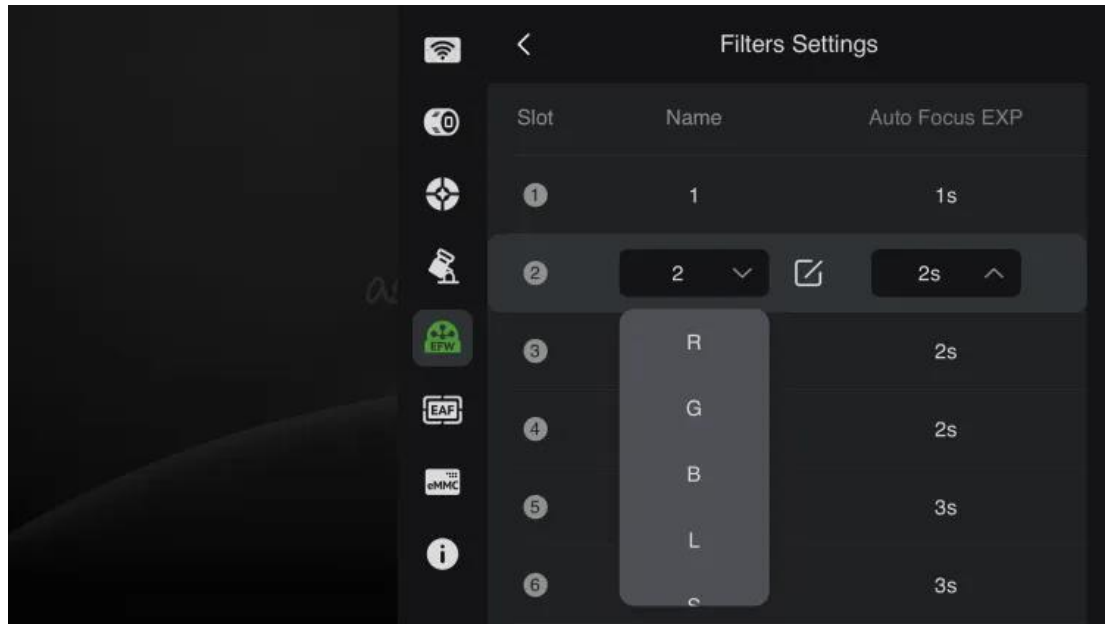 Filters Settings
Slot Name Auto Focus EXP
1 1 1s
2 2 2s
EFW
R
3 2s
EAF
G
4 2s
eMMC
B
5 3s
L
6 3s
S